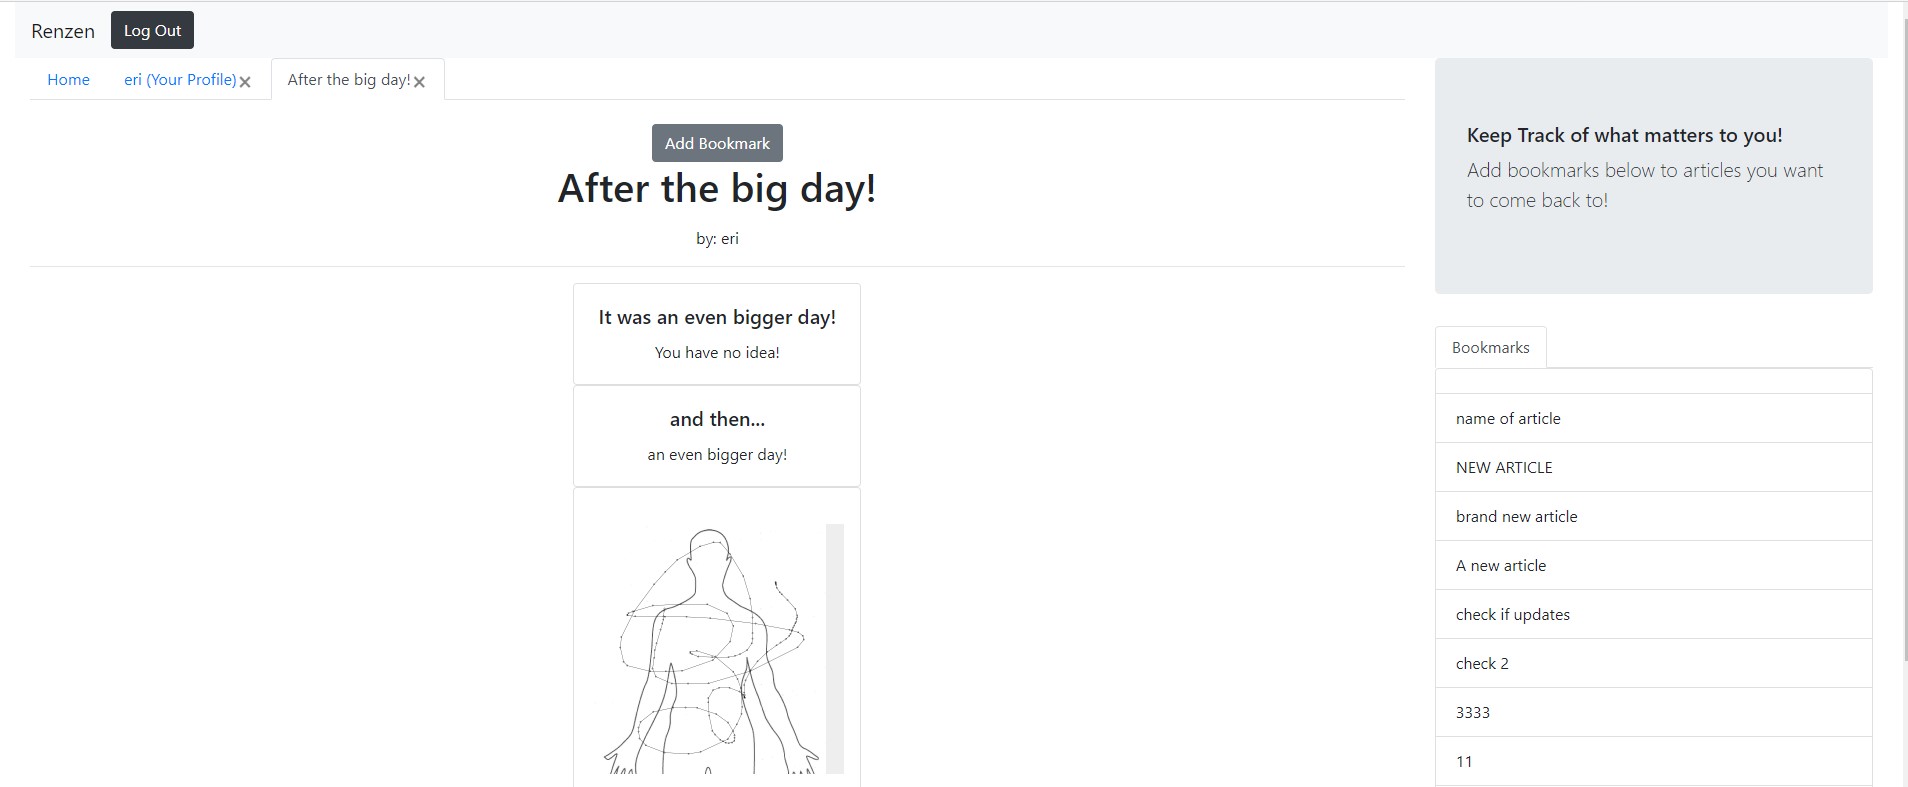 Renzen Log Out
Home eri (Your Profile) After the big day!
Add Bookmark
After the big day!
by: eri
It was an even bigger day!
You have no idea!
and then...
an even bigger day!
Keep Track of what matters to you!
Add bookmarks below to articles you want
to come back to!
Bookmarks
name of article
NEW ARTICLE
brand new article
A new article
check if updates
check 2
3333
11